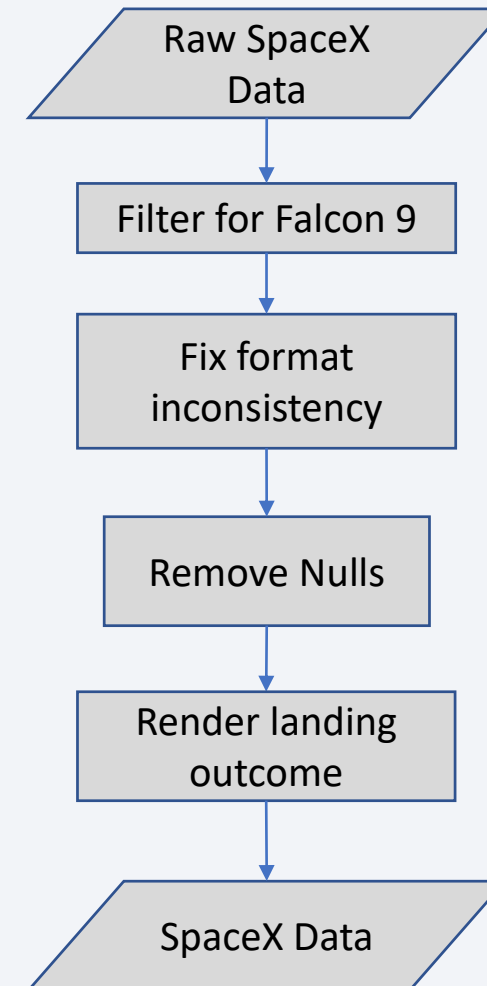 Raw SpaceX
Data
Filter for Falcon 9
Fix format
inconsistency
Remove Nulls
Render landing
outcome
SpaceX Data